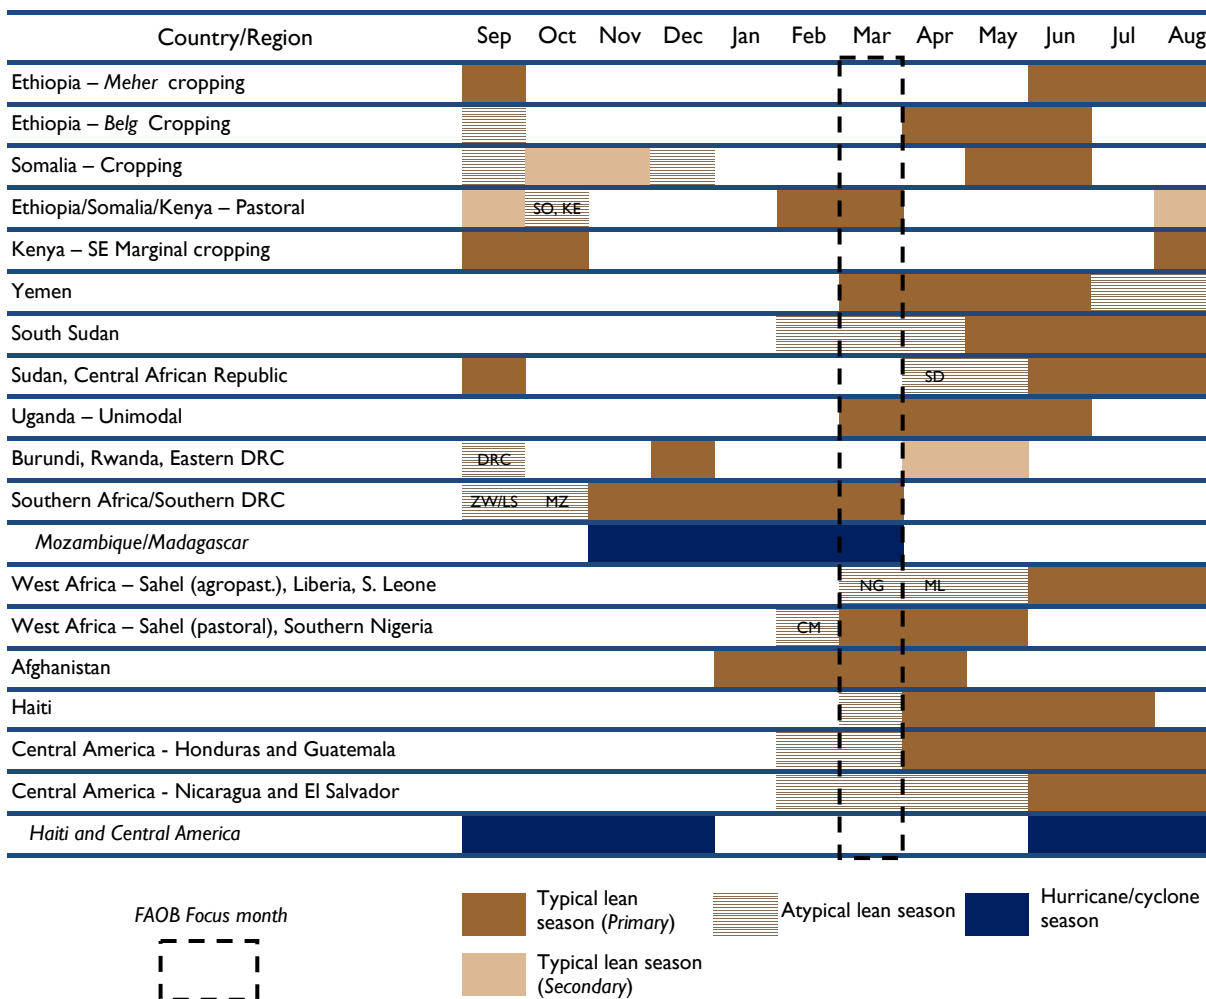 Country/Region Sep Oct Nov Dec Jan Feb Mar Apr May Jun Jul Aug
Ethiopia – Meher cropping
Ethiopia – Belg Cropping
Somalia – Cropping
Ethiopia/Somalia/Kenya – Pastoral SO, KE
Kenya – SE Marginal cropping
Yemen
South Sudan
Sudan, Central African Republic SD
Uganda – Unimodal
Burundi, Rwanda, Eastern DRC DRC
Southern Africa/Southern DRC ZW/LS MZ
Mozambique/Madagascar
West Africa – Sahel (agropast.), Liberia, S. Leone NG ML
West Africa – Sahel (pastoral), Southern Nigeria CM
Afghanistan
Haiti
Central America - Honduras and Guatemala
Central America - Nicaragua and El Salvador
Haiti and Central America
FAOB Focus month
Typical lean
season (Primary)
Atypical lean season
Hurricane/cyclone
season
Typical lean season
(Secondary)